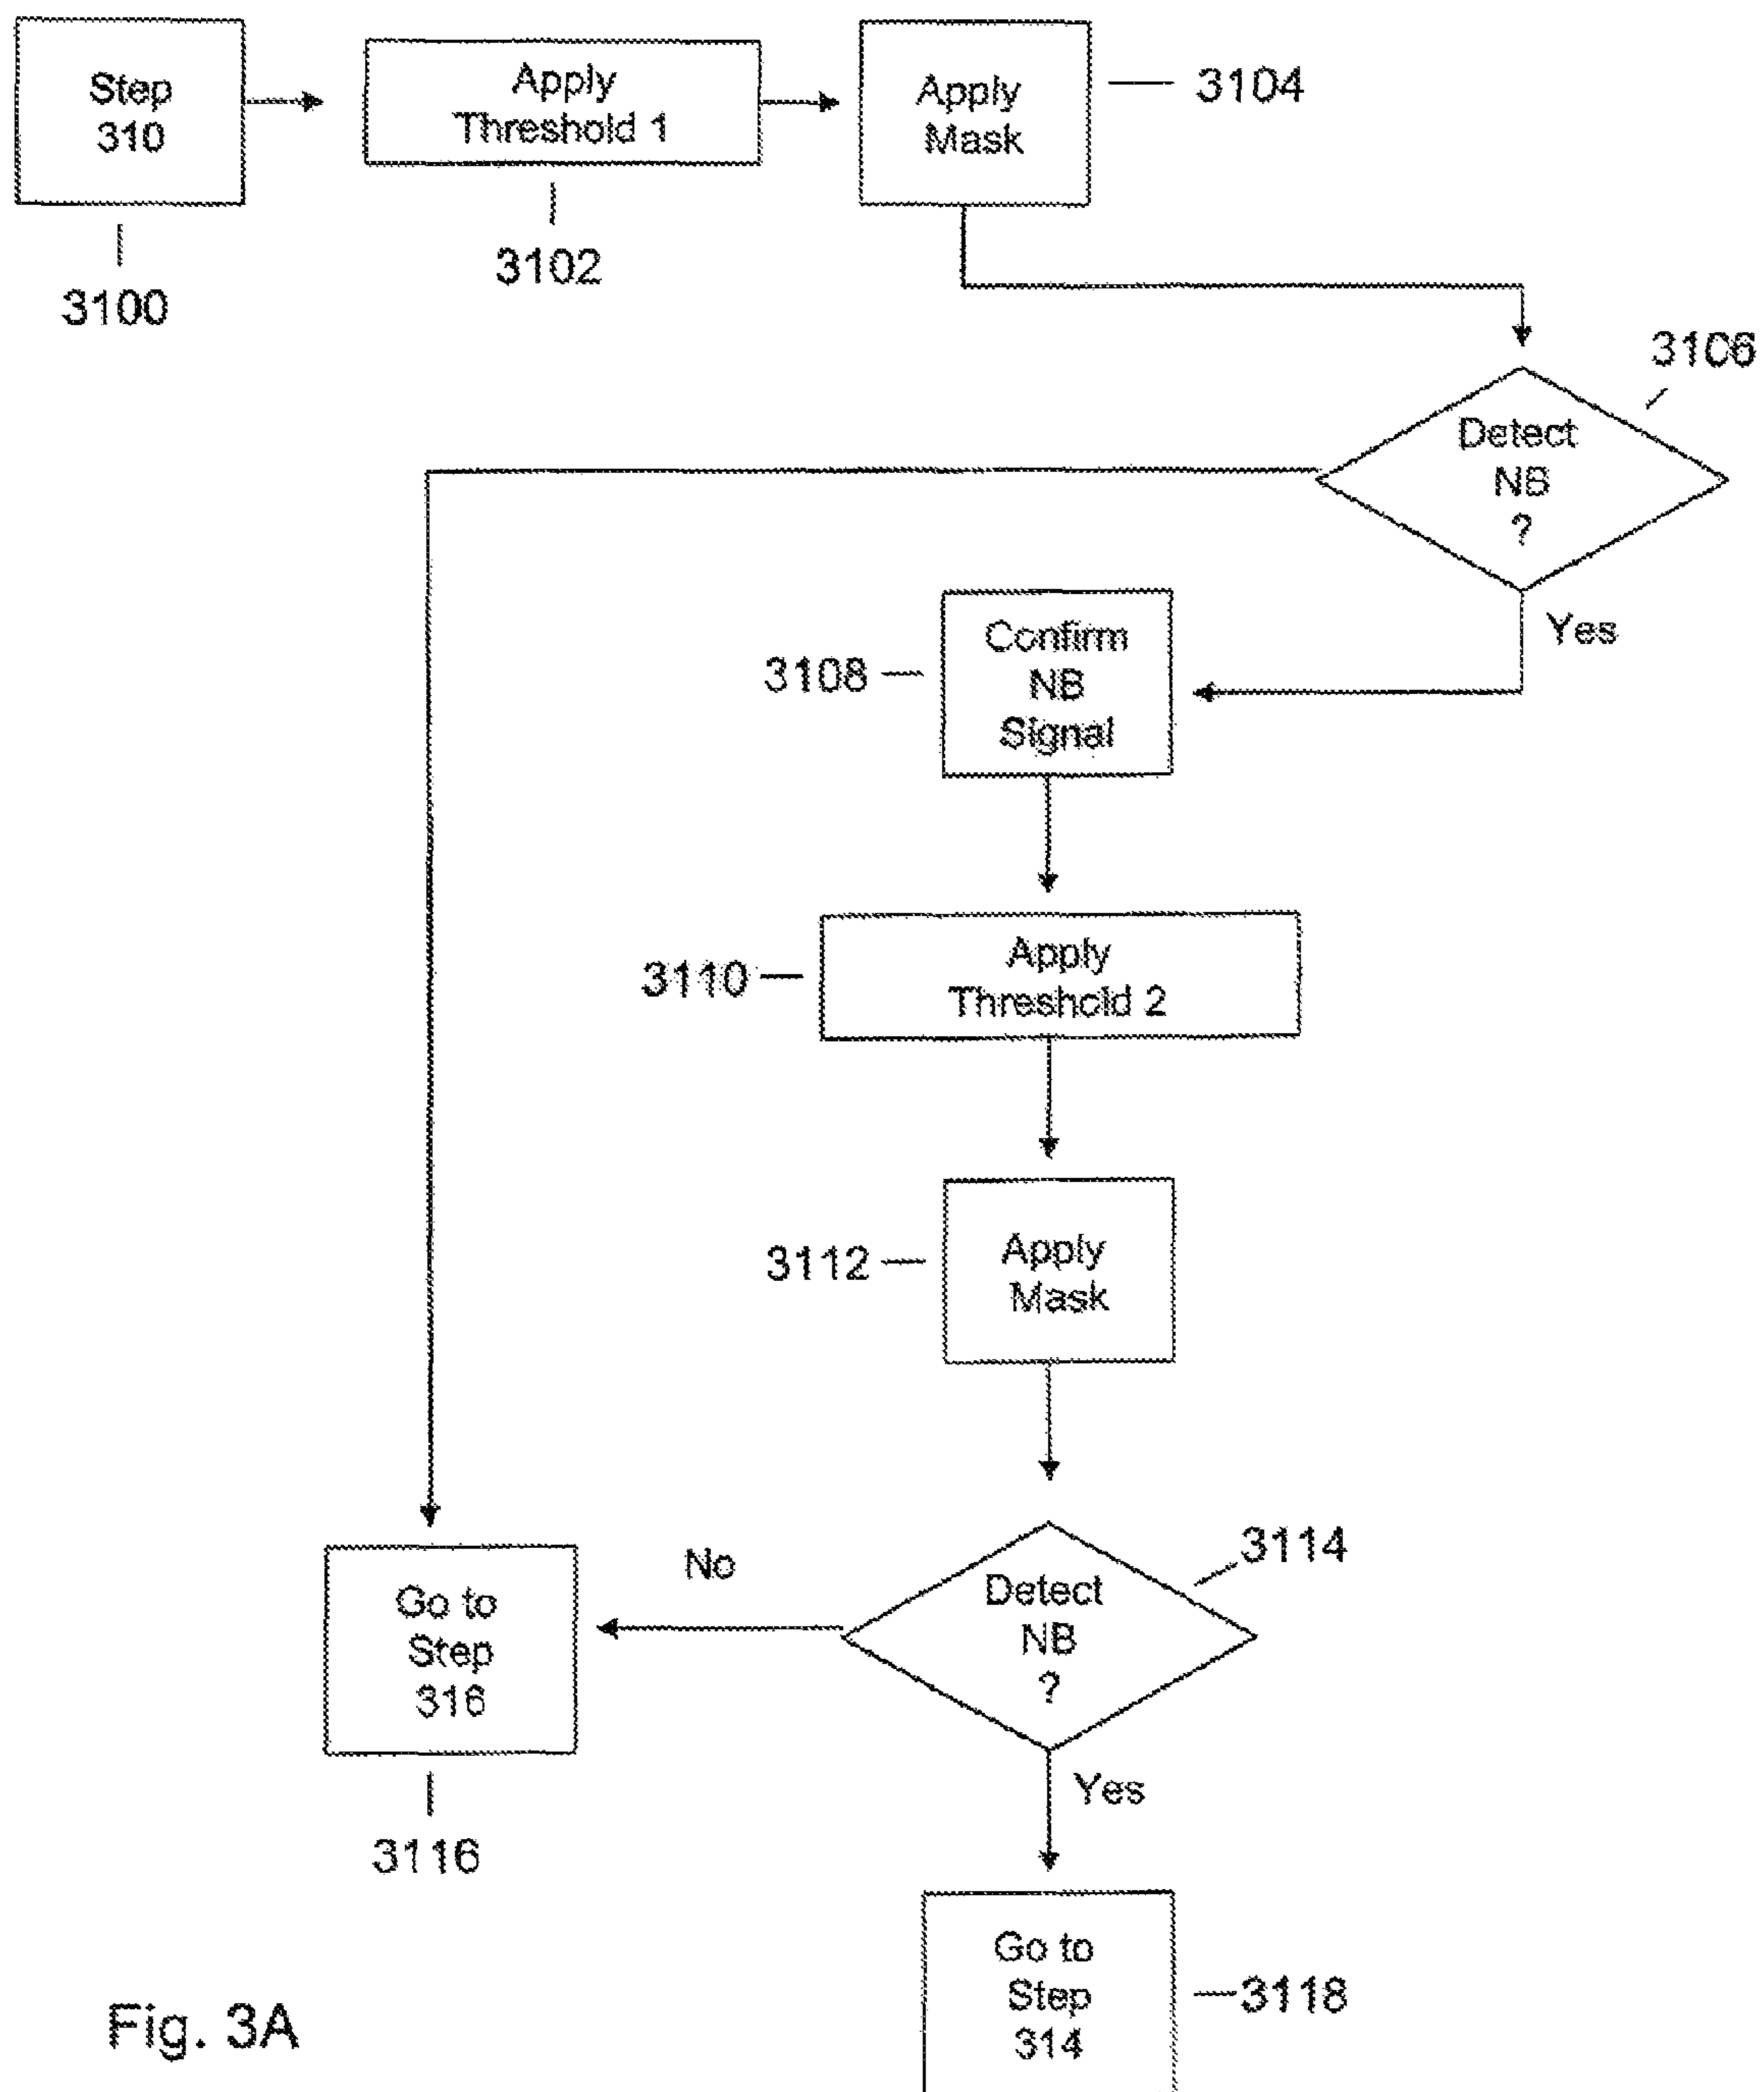 Step
310
3100
Apply
Threshold 1
3102
Apply
Mask
3104
3106
Detect
NB
?
Yes
3108
Confirm
NB
Signal
3110
Apply
Threshold 2
3112
Apply
Mask
3114
Detect
NB
?
No
Go to
Step
316
3116
Yes
Go to
Step
314
3118
Fig. 3A